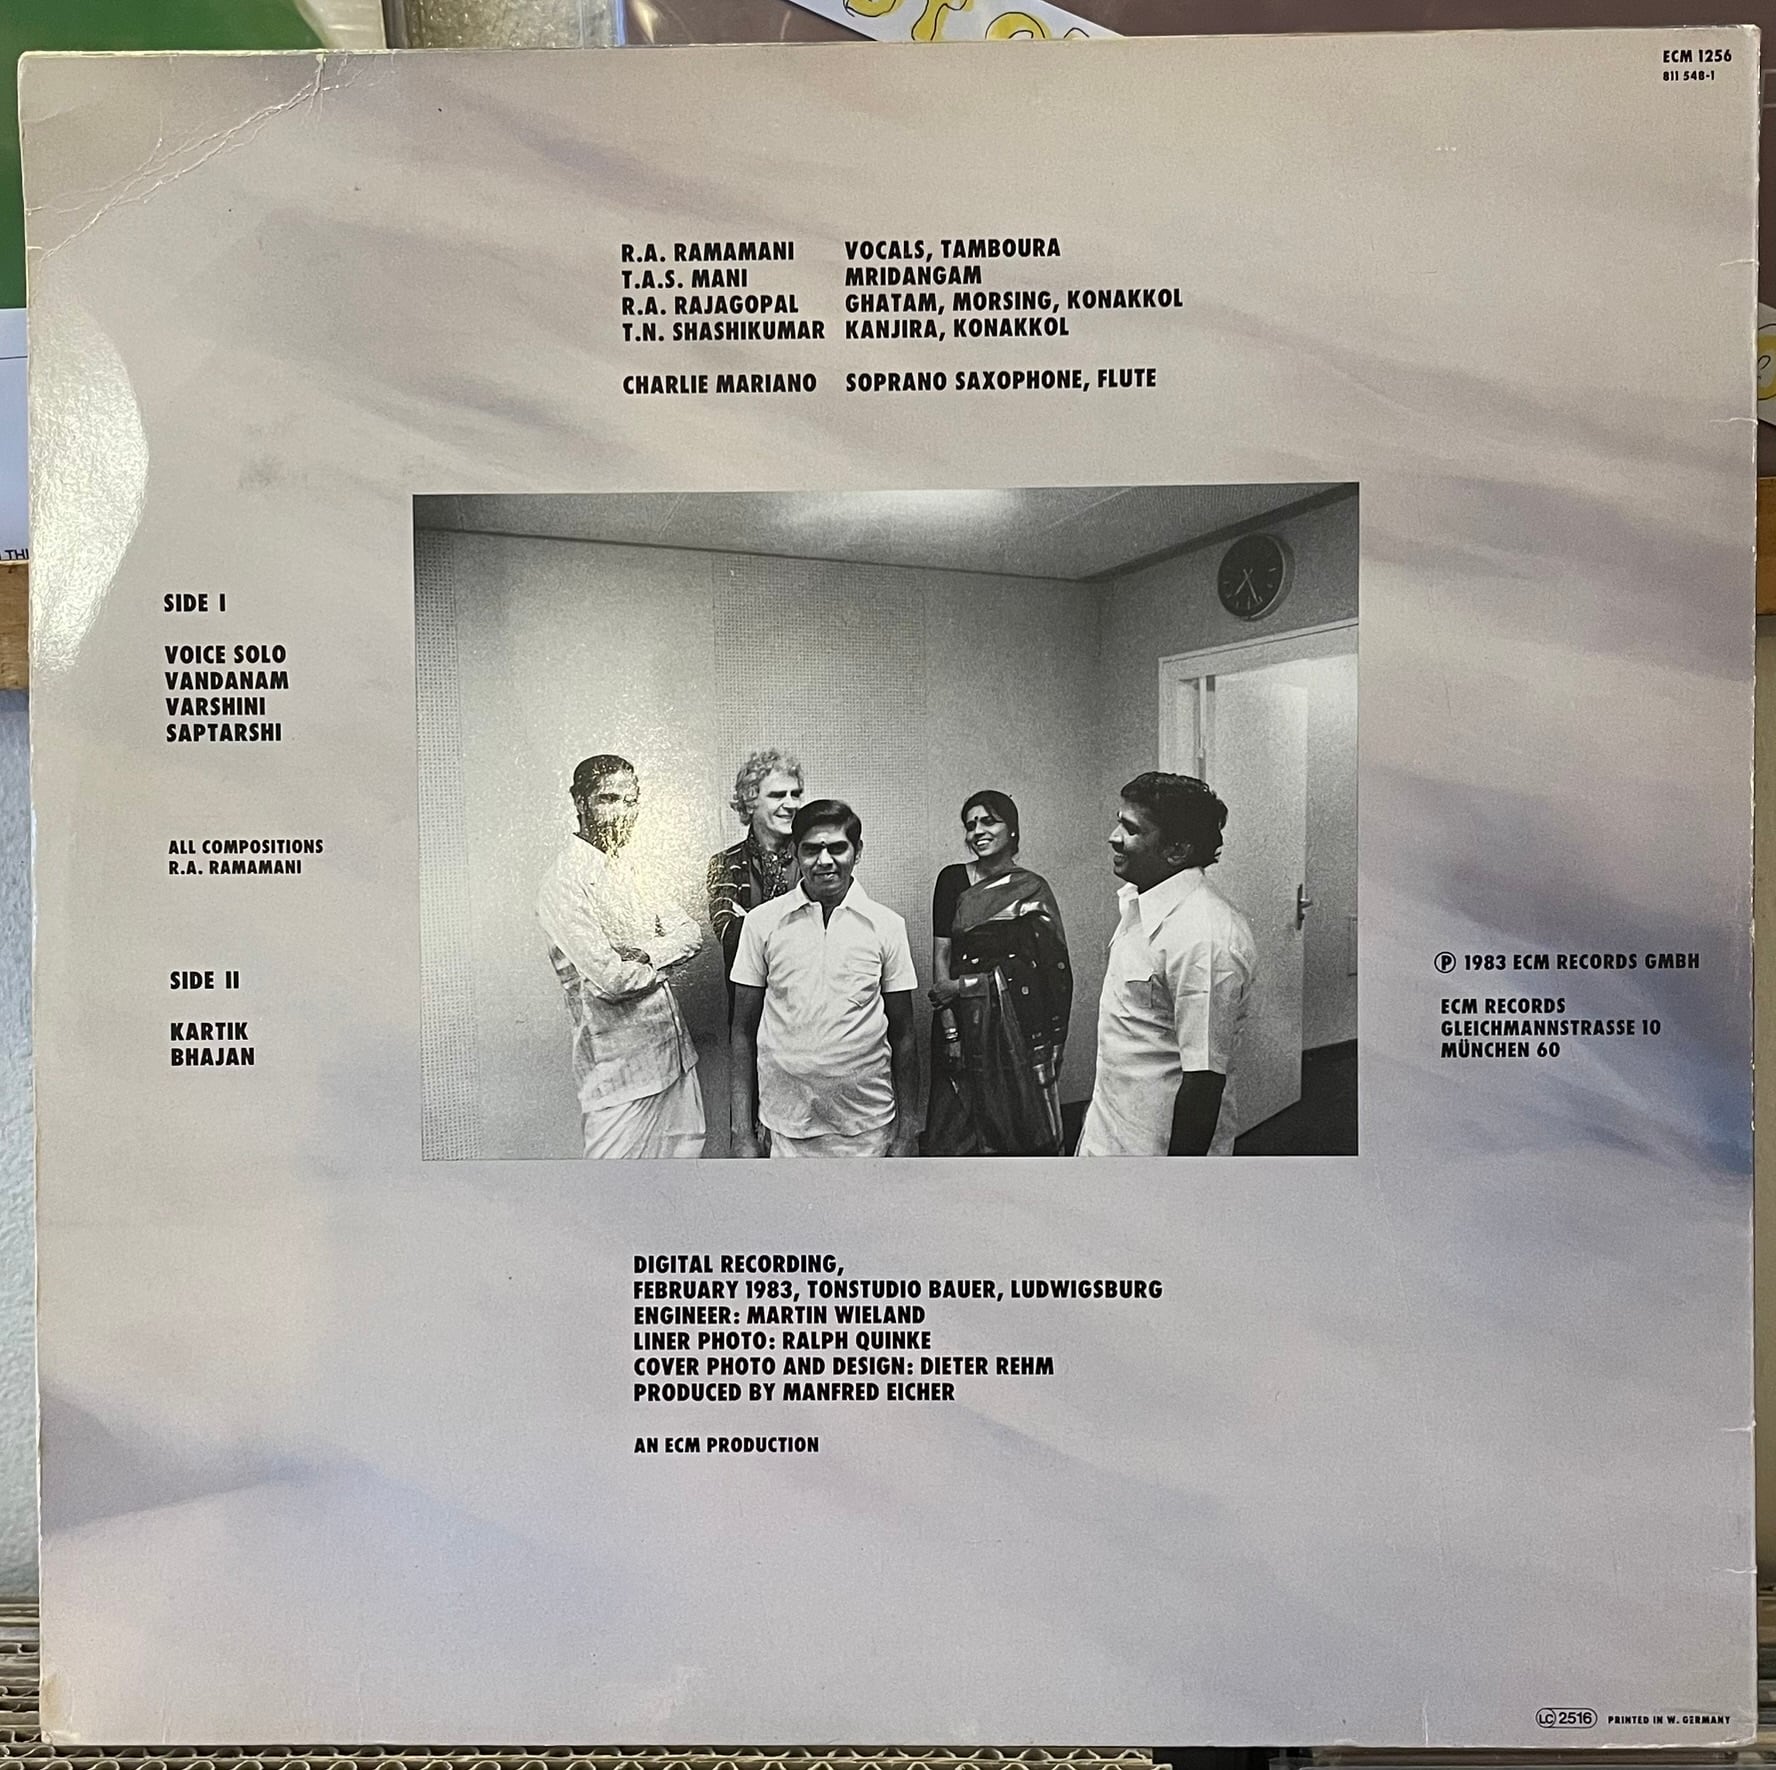 ECM 1256
811 548-1
R.A. RAMAMANI VOCALS, TAMBOURA
T.A.S. MANI MRIDANGAM
R.A. RAJAGOPAL GHATAM, MORSING, KONAKKOL
T.N. SHASHIKUMAR KANJIRA, KONAKKOL
CHARLIE MARIANO SOPRANO SAXOPHONE, FLUTE
SIDE I
VOICE SOLO
VANDANAM
VARSHINI
SAPTARSHI
ALL COMPOSITIONS
R.A. RAMAMANI
SIDE II
KARTIK
BHAJAN
Ⓟ 1983 ECM RECORDS GMBH
ECM RECORDS
GLEICHMANNSTRASSE 10
MÜNCHEN 60
DIGITAL RECORDING,
FEBRUARY 1983, TONSTUDIO BAUER, LUDWIGSBURG
ENGINEER: MARTIN WIELAND
LINER PHOTO: RALPH QUINKE
COVER PHOTO AND DESIGN: DIETER REHM
PRODUCED BY MANFRED EICHER
AN ECM PRODUCTION
LC 2516 PRINTED IN W. GERMANY